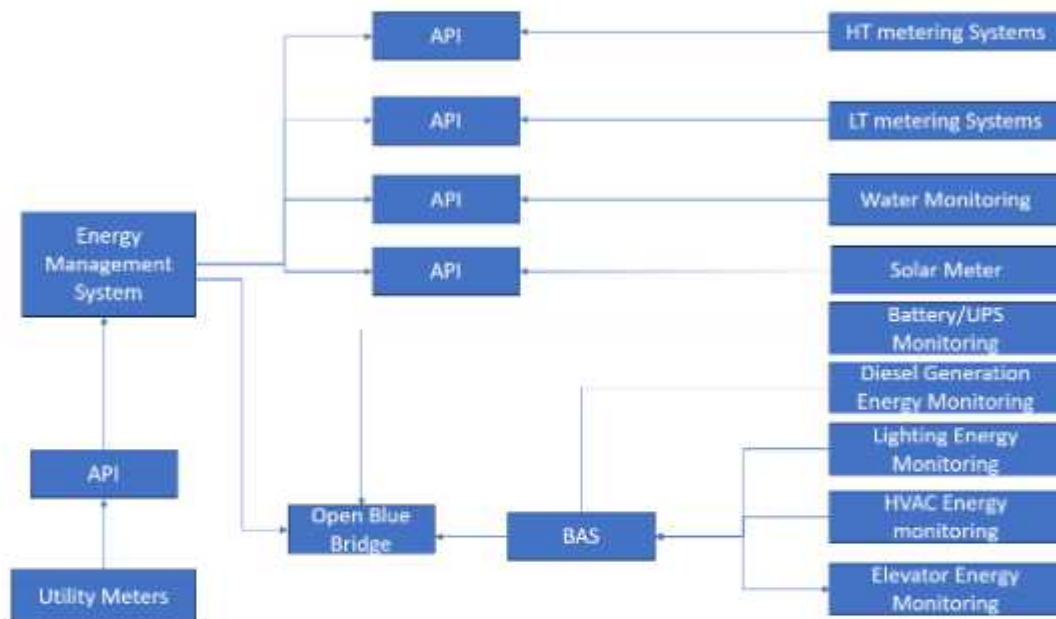 API
HT metering Systems
API
LT metering Systems
API
Water Monitoring
Energy
Management
System
API
Solar Meter
Battery/UPS
Monitoring
Diesel Generation
Energy Monitoring
Lighting Energy
Monitoring
API
Open Blue
Bridge
BAS
HVAC Energy
monitoring
Utility Meters
Elevator Energy
Monitoring